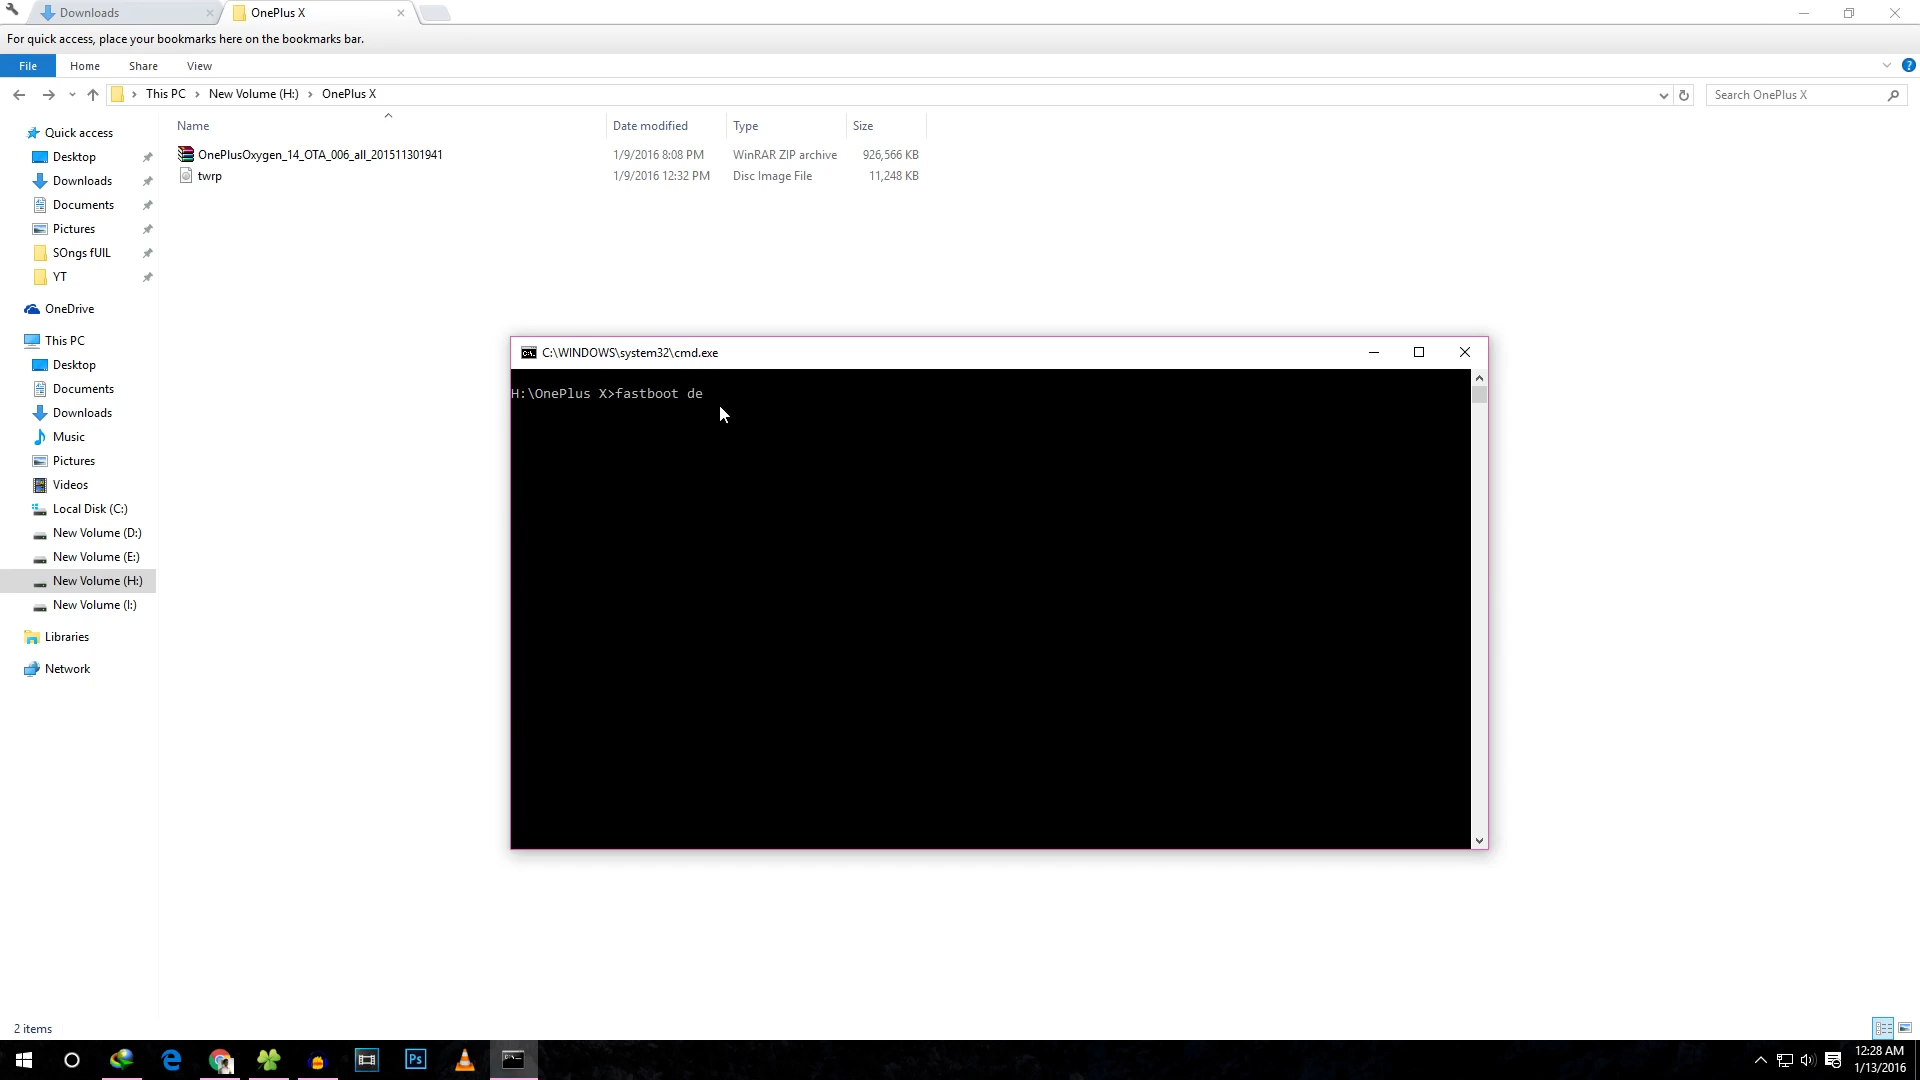 Downloads
OnePlus X
For quick access, place your bookmarks here on the bookmarks bar.
File Home Share View
This PC > New Volume (H:) > OnePlus X
Search OnePlus X
Name Date modified Type Size
OnePlusOxygen_14_OTA_006_all_201511301941 1/9/2016 8:08 PM WinRAR ZIP archive 926,566 KB
twrp 1/9/2016 12:32 PM Disc Image File 11,248 KB
Quick access
Desktop
Downloads
Documents
Pictures
SOngs fUIL
YT
OneDrive
This PC
Desktop
Documents
Downloads
Music
Pictures
Videos
Local Disk (C:)
New Volume (D:)
New Volume (E:)
New Volume (H:)
New Volume (I:)
Libraries
Network
C:\WINDOWS\system32\cmd.exe
H:\OnePlus X>fastboot de
2 items
Ps
12:28 AM
1/13/2016